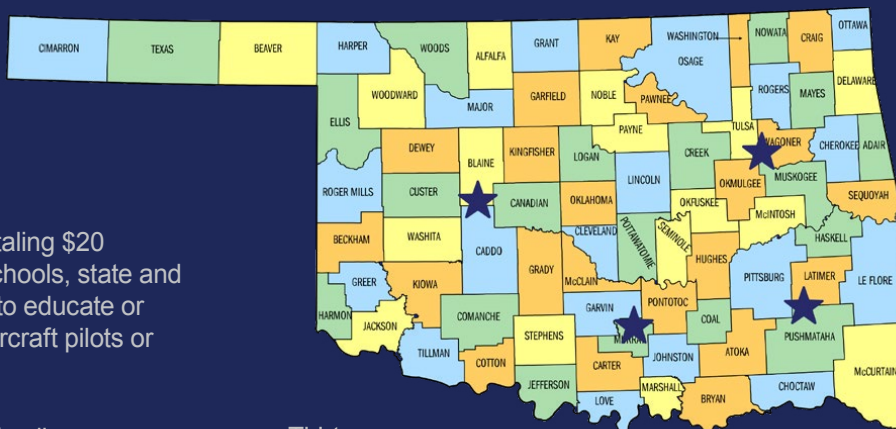 OTTAWA
KAY
WASHINGTON
NOWATA
CRAIG
CIMARRON
TEXAS
BEAVER
HARPER
WOODS
ALFALFA
GRANT
OSAGE
DELAWARE
WOODWARD
MAJOR
GARFIELD
NOBLE
PAWNEE
ROGERS
MAYES
ELLIS
PAYNE
TULSA
DEWEY
BLAINE
KINGFISHER
LOGAN
CREEK
WAGONER
CHEROKEE
ADAIR
ROGER MILLS
CUSTER
CANADIAN
OKLAHOMA
LINCOLN
OKMULGEE
MUSKOGEE
SEQUOYAH
OKFUSKEE
McINTOSH
BECKHAM
WASHITA
CADDO
CLEVELAND
POTTAWATOMIE
SEMINOLE
HASKELL
taling $20
chools, state and
to educate or
rcraft pilots or
GREER
KIOWA
GRADY
McCLAIN
HUGHES
PITTSBURG
LATIMER
LE FLORE
HARMON
JACKSON
COMANCHE
GARVIN
PONTOTOC
COAL
STEPHENS
PUSHMATAHA
TILLMAN
COTTON
CARTER
JOHNSTON
ATOKA
McCURTAIN
JEFFERSON
LOVE
MARSHALL
BRYAN
CHOCTAW